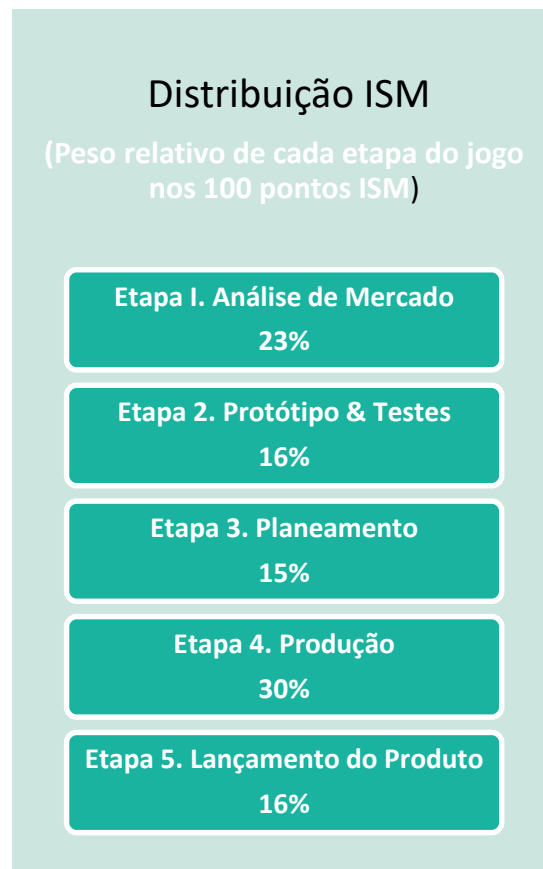 Distribuição ISM
(Peso relativo de cada etapa do jogo
nos 100 pontos ISM)
Etapa I. Análise de Mercado
23%
Etapa 2. Protótipo & Testes
16%
Etapa 3. Planeamento
15%
Etapa 4. Produção
30%
Etapa 5. Lançamento do Produto
16%